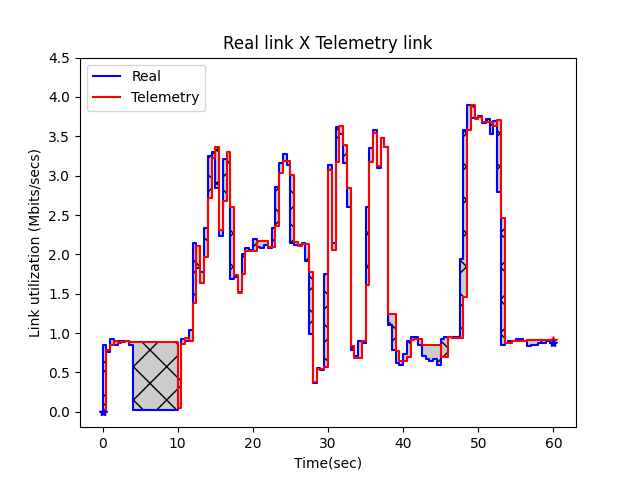 Real link X Telemetry link
Real
Telemetry
Link utilization (Mbits/secs)
4.5
4.0
3.5
3.0
2.5
2.0
1.5
1.0
0.5
0.0
0 10 20 30 40 50 60
Time(sec)